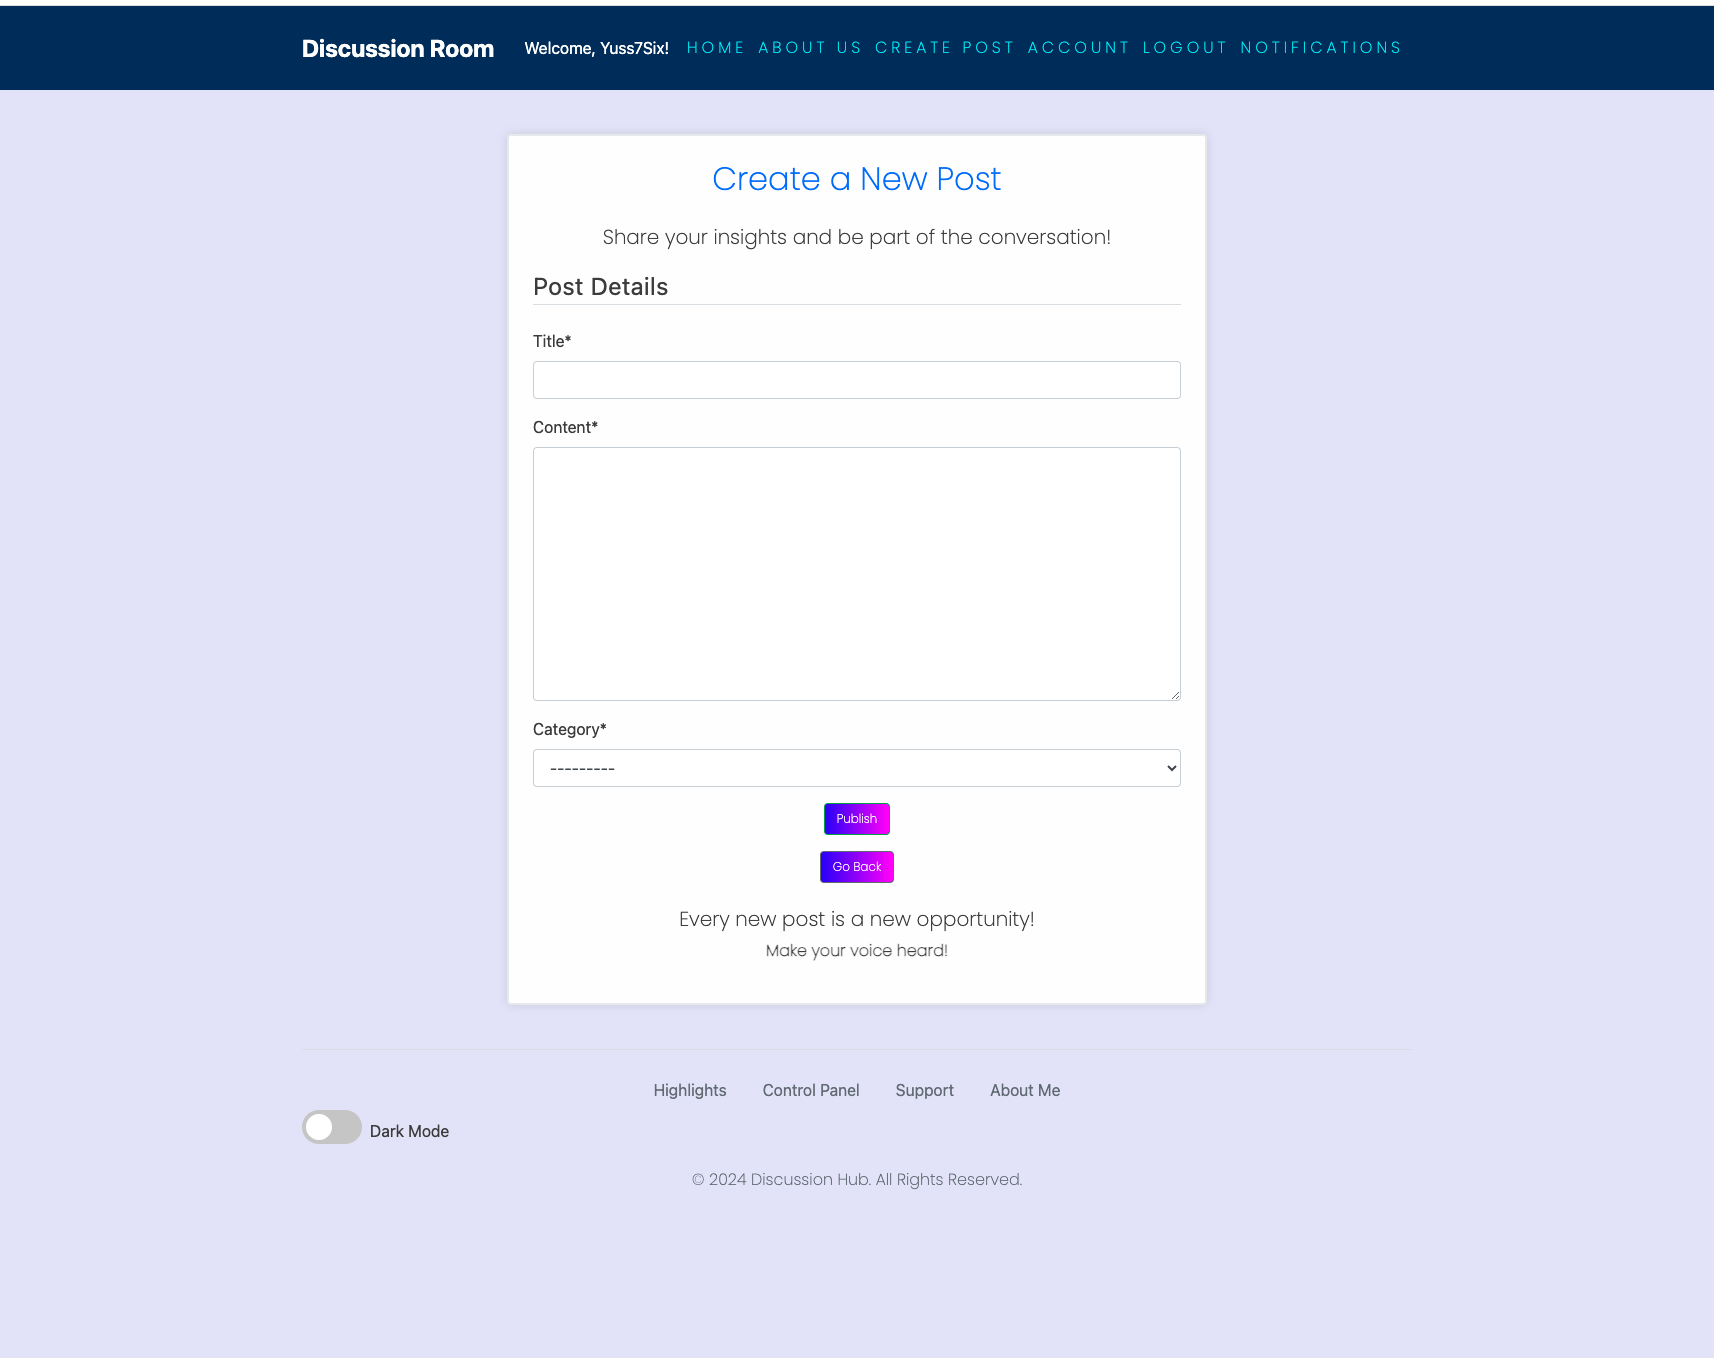 Discussion Room Welcome, Yuss7Six! HOME ABOUT US CREATE POST ACCOUNT LOGOUT NOTIFICATIONS
Create a New Post
Share your insights and be part of the conversation!
Post Details
Title*
Content*
Category*
---------
Publish
Go Back
Every new post is a new opportunity!
Make your voice heard!
Highlights Control Panel Support About Me
Dark Mode
© 2024 Discussion Hub. All Rights Reserved.